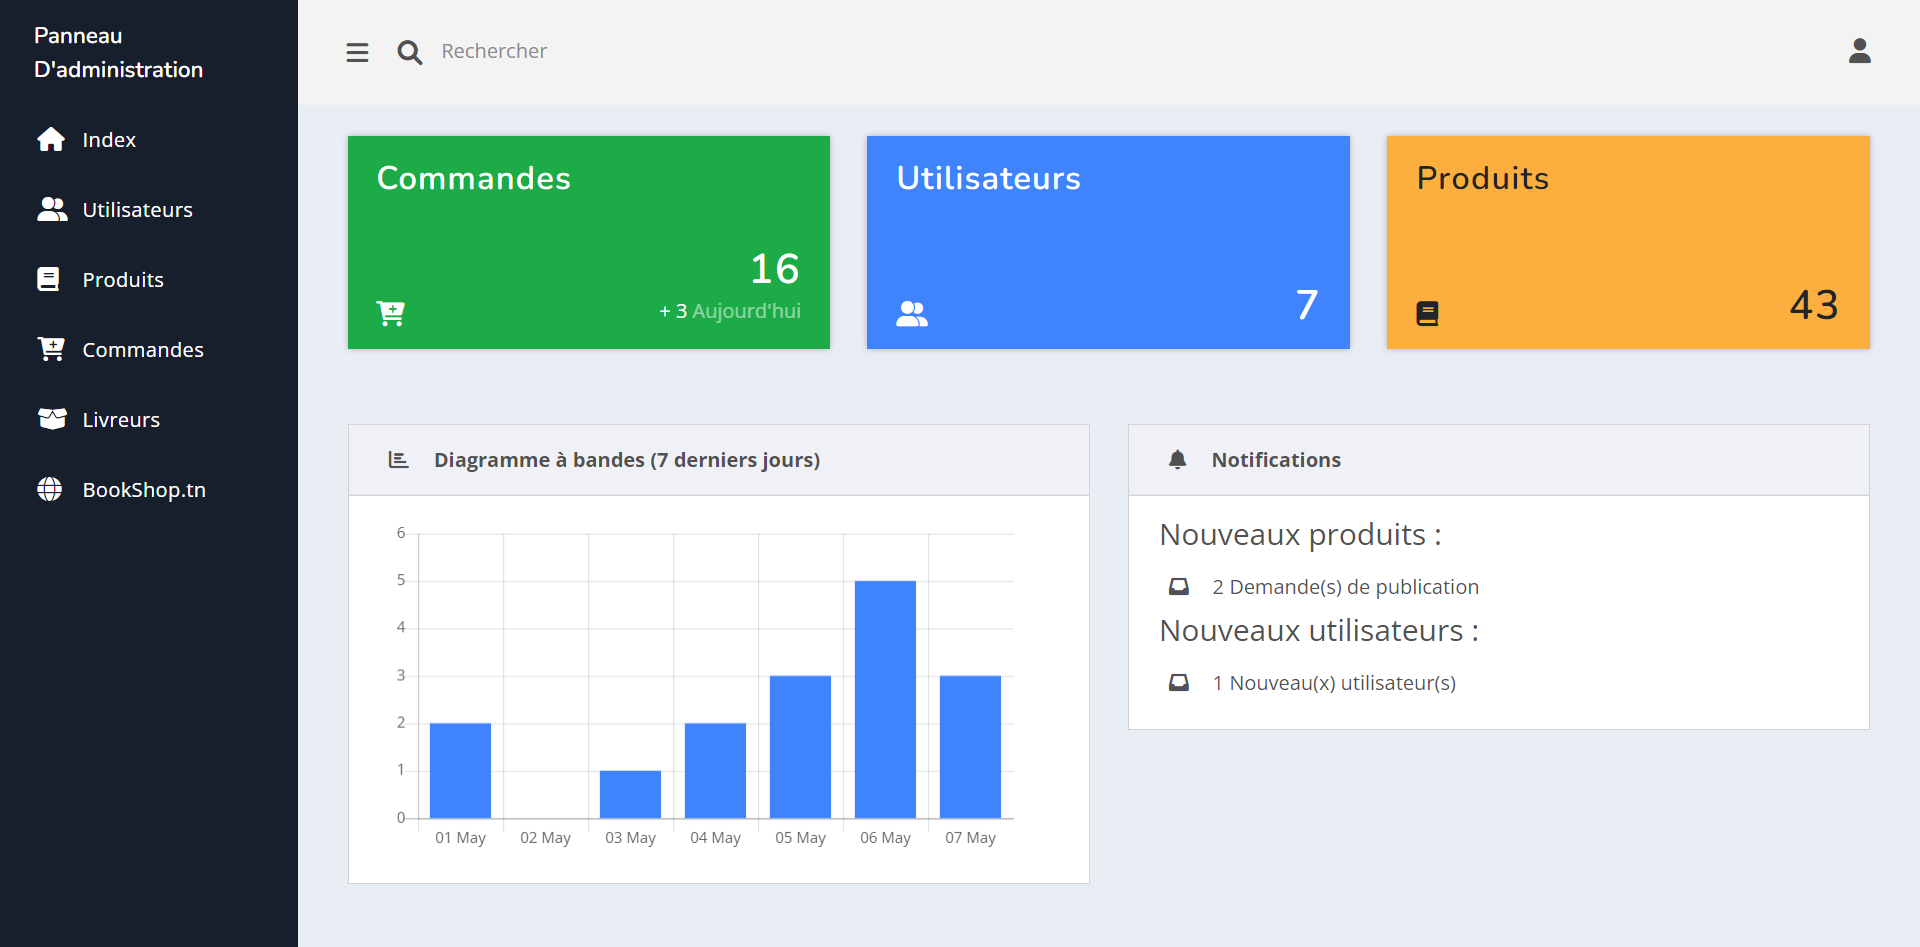 Panneau
D'administration
Index
Utilisateurs
Produits
Commandes
Livreurs
BookShop.tn
Rechercher
Commandes
16
+ 3 Aujourd'hui
Utilisateurs
7
Produits
43
Diagramme à bandes (7 derniers jours)
6
5
4
3
2
1
0
01 May 02 May 03 May 04 May 05 May 06 May 07 May
Notifications
Nouveaux produits :
2 Demande(s) de publication
Nouveaux utilisateurs :
1 Nouveau(x) utilisateur(s)